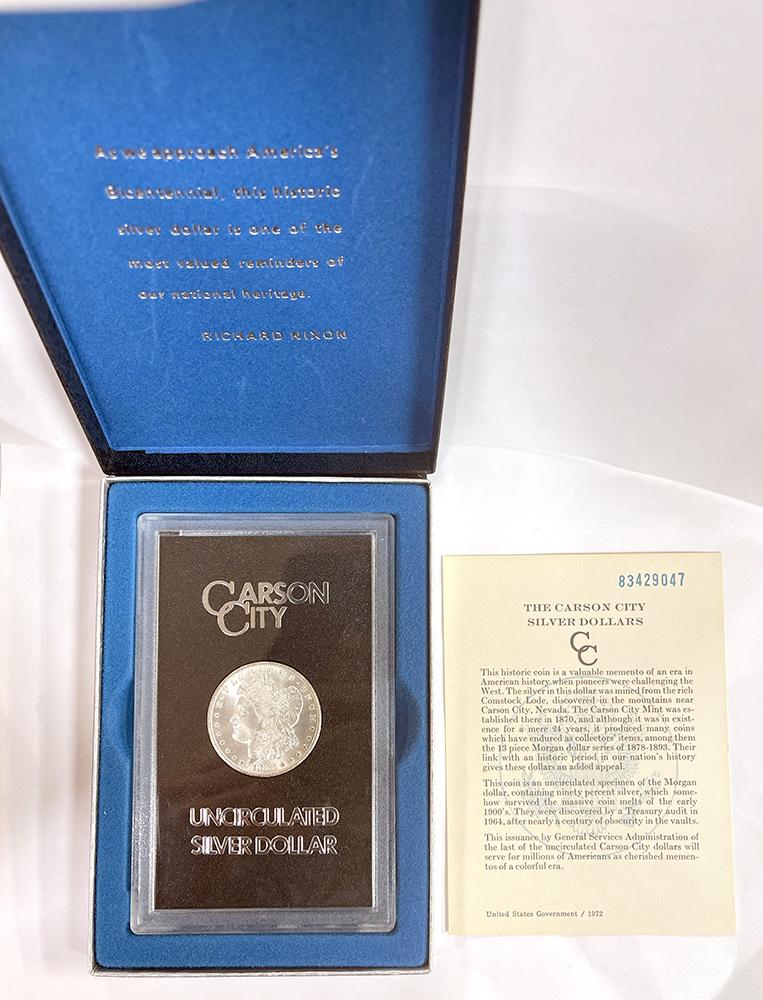 As we approach America's
Bicentennial, this historic
silver dollar is one of the
most valued reminders of
our national heritage.
RICHARD NIXON
CARSON
CITY
UNCIRCULATED
SILVER DOLLAR
83429047
THE CARSON CITY
SILVER DOLLARS
CC
This historic coin is a valuable memento of an era in
American history when pioneers were challenging the
West. The silver in this dollar was mined from the rich
Comstock Lode, discovered in the mountains near
Carson City, Nevada. The Carson City Mint was es-
tablished there in 1870, and although it was in exist-
ence for a mere 24 years, it produced many coins
which have endured as collectors' items, among them
the 13 piece Morgan dollar series of 1878-1893. Their
link with an historic period in our nation's history
gives these dollars an added appeal.
This coin is an uncirculated specimen of the Morgan
dollar, containing ninety percent silver, which some-
how survived the massive coin melts of the early
1900's. They were discovered by a Treasury audit in
1964, after nearly a century of obscurity in the vaults.
This issuance by General Services Administration of
the last of the uncirculated Carson City dollars will
serve for millions of Americans as cherished memen-
tos of a colorful era.
United States Government / 1972